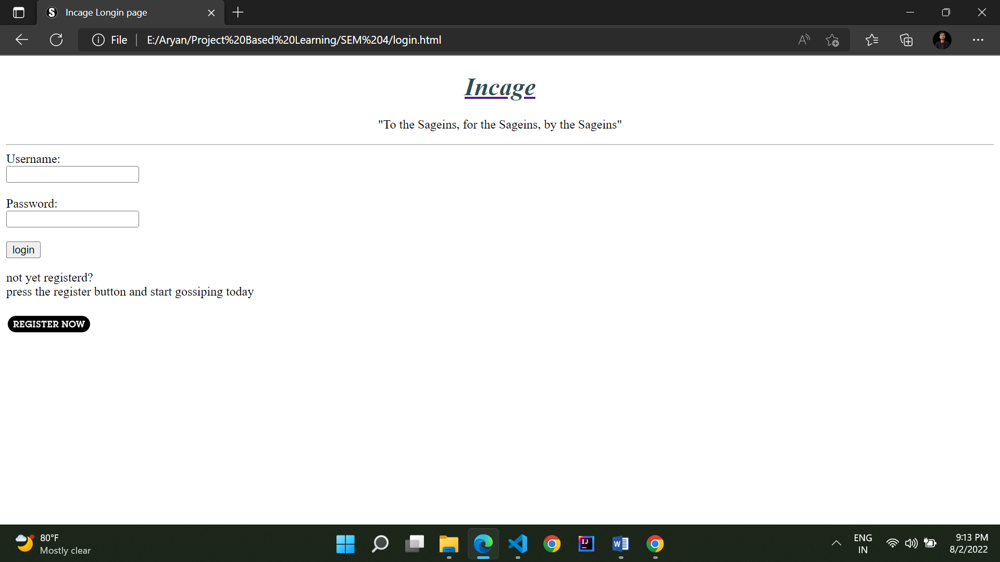 S Incage Longin page
File E:/Aryan/Project%20Based%20Learning/SEM%204/login.html
Incage
"To the Sageins, for the Sageins, by the Sageins"
Username:
Password:
login
not yet registerd?
press the register button and start gossiping today
REGISTER NOW
80°F
Mostly clear
IJ
W
ENG
IN
9:13 PM
8/2/2022